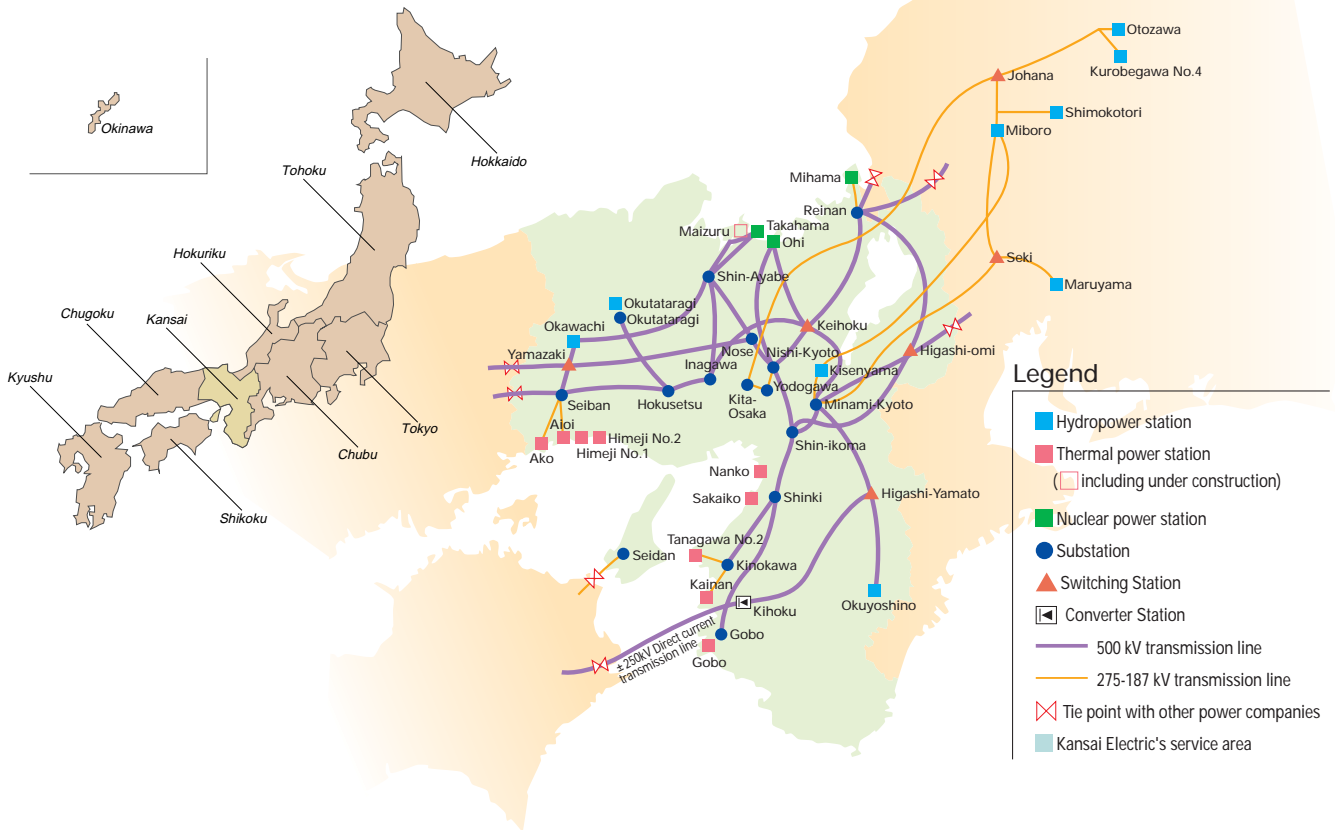 Okinawa
Hokkaido
Tohoku
Hokuriku
Chugoku
Kansai
Kyushu
Tokyo
Chubu
Shikoku
Otozawa
Kurobegawa No.4
Johana
Shimokotori
Miboro
Mihama
Reinan
Maizuru
Takahama
Ohi
Seki
Shin-Ayabe
Maruyama
Okutataragi
Okutataragi
Okawachi
Keihoku
Yamazaki
Nose
Nishi-Kyoto
Higashi-omi
Inagawa
Kisenyama
Kita-
Osaka
Yodogawa
Seiban
Hokusetsu
Minami-Kyoto
Aioi
Himeji No.2
Himeji No.1
Ako
Shin-ikoma
Nanko
Sakaiko
Shinki
Higashi-Yamato
Tanagawa No.2
Seidan
Kinokawa
Kainan
Kihoku
Okuyoshino
±250kV Direct current
transmission line
Gobo
Gobo
Legend
Hydropower station
Thermal power station
( including under construction)
Nuclear power station
Substation
Switching Station
Converter Station
500 kV transmission line
275-187 kV transmission line
Tie point with other power companies
Kansai Electric's service area